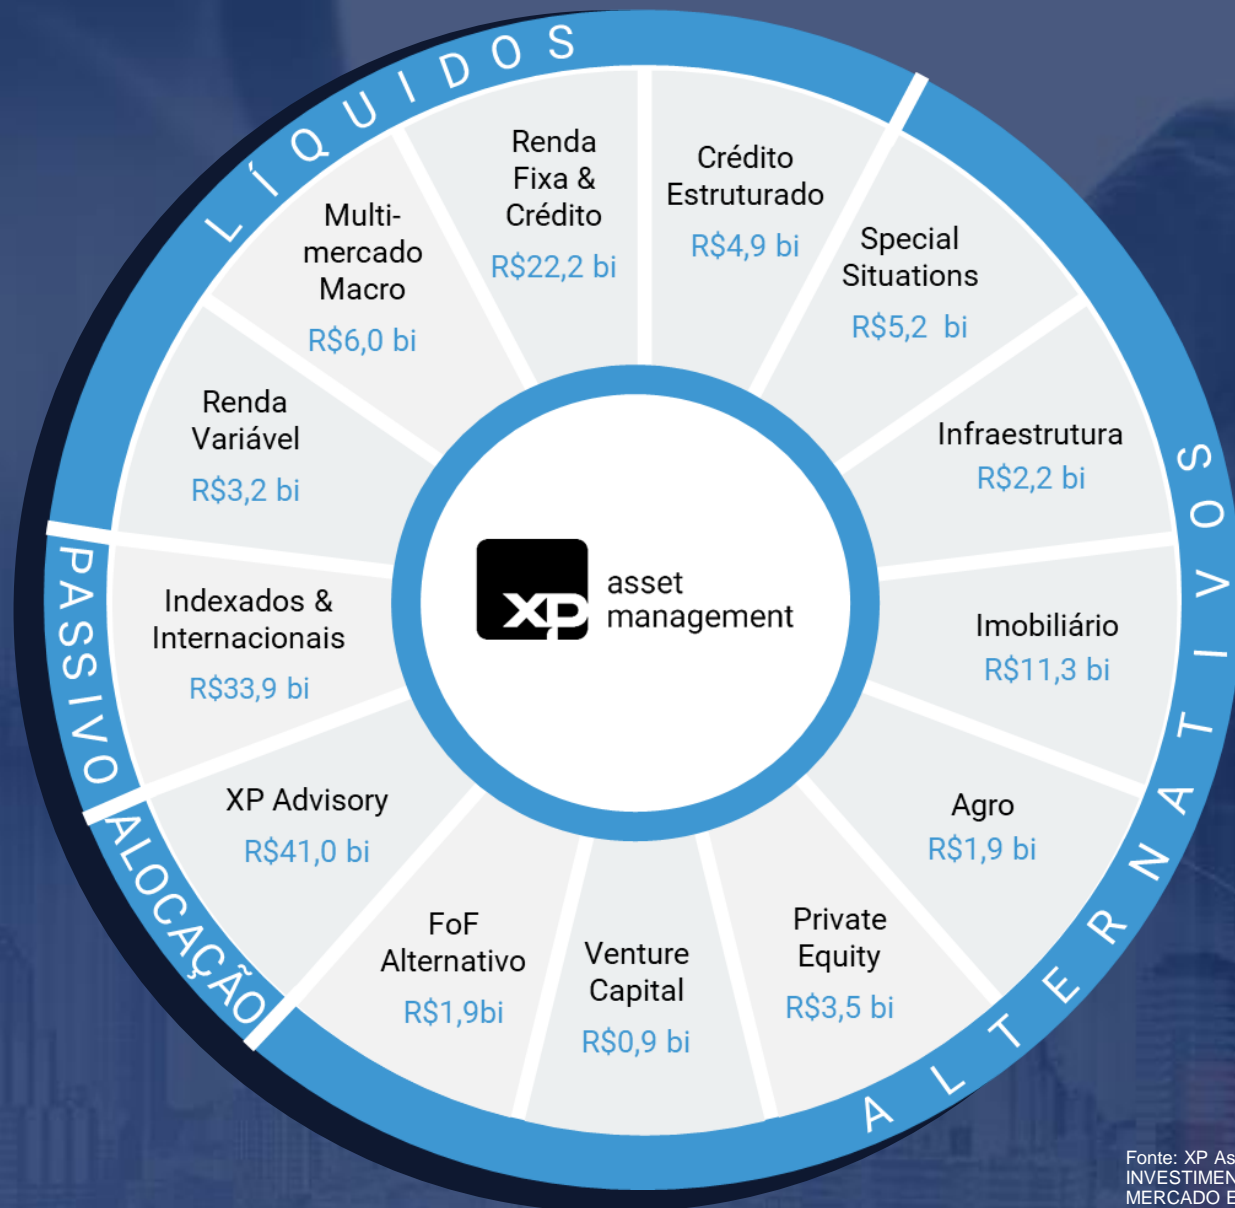 LÍQUIDOS
Renda
Fixa &
Crédito
R$22,2 bi
Crédito
Estruturado
R$4,9 bi
Multi-
mercado
Macro
R$6,0 bi
Renda
Variável
R$3,2 bi
ALTERNATIVOS
Special
Situations
R$5,2 bi
Infraestrutura
R$2,2 bi
Imobiliário
R$11,3 bi
Agro
R$1,9 bi
Private
Equity
R$3,5 bi
Venture
Capital
R$0,9 bi
FoF
Alternativo
R$1,9bi
ALOCAÇÃO
XP Advisory
R$41,0 bi
PASSIVO
Indexados &
Internacionais
R$33,9 bi
XP asset
management
Fonte: XP
MERCADO